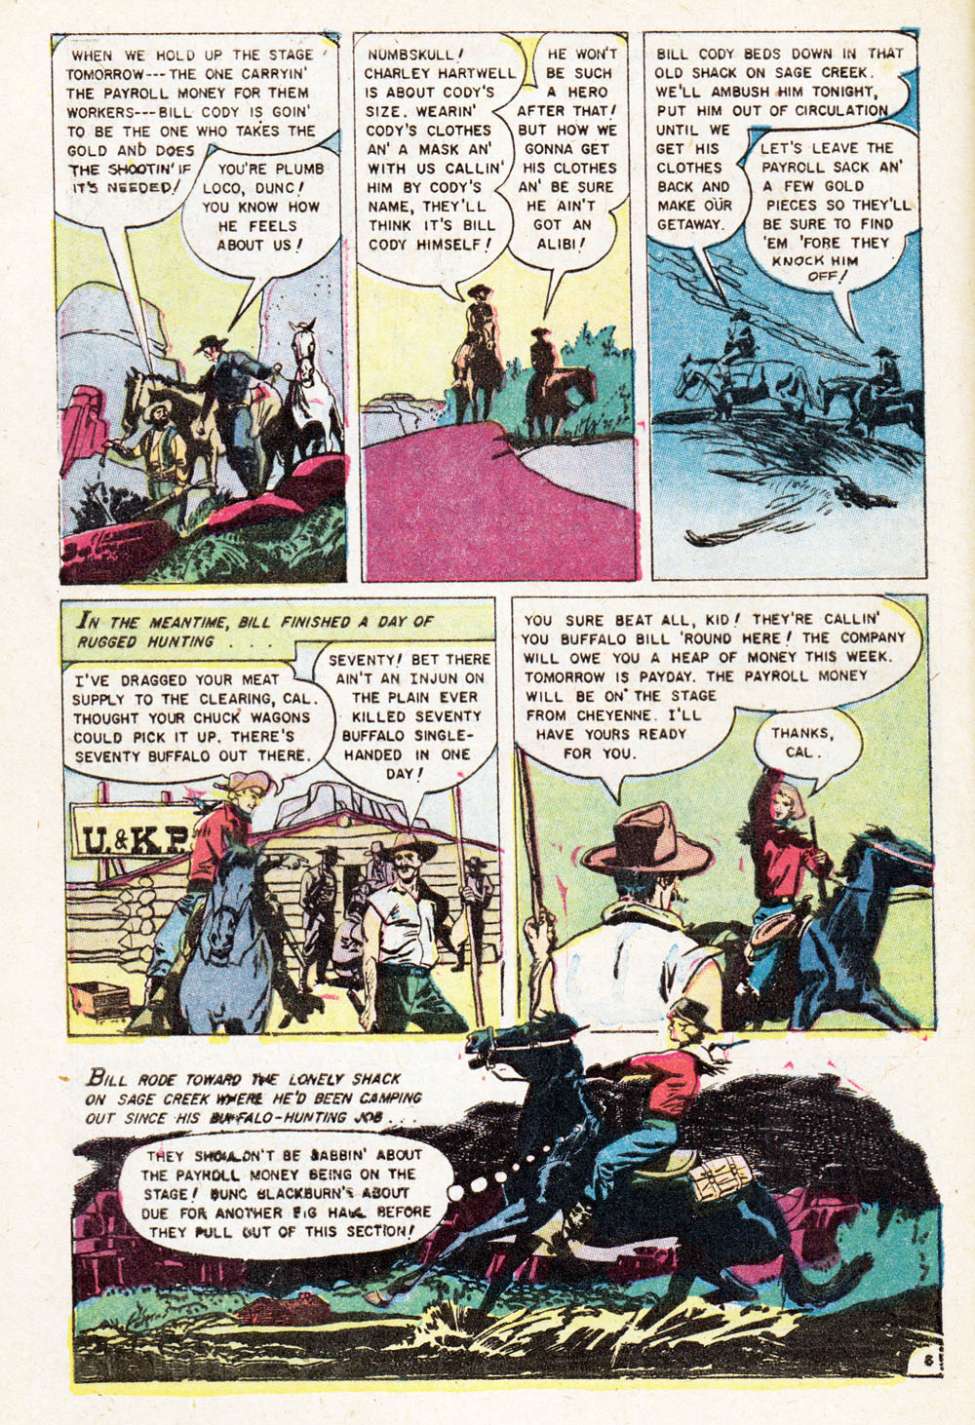 WHEN WE HOLD UP THE STAGE
TOMORROW---THE ONE CARRYIN'
THE PAYROLL MONEY FOR THEM
WORKERS---BILL CODY IS GOIN'
TO BE THE ONE WHO TAKES THE
GOLD AND DOES
THE SHOOTIN' IF
IT'S NEEDED!
YOU'RE PLUMB
LOCO, DUNC!
YOU KNOW HOW
HE FEELS
ABOUT US!
NUMBSKULL!
CHARLEY HARTWELL
IS ABOUT CODY'S
SIZE. WEARIN'
CODY'S CLOTHES
AN' A MASK AN'
WITH US CALLIN'
HIM BY CODY'S
NAME, THEY'LL
THINK IT'S BILL
CODY HIMSELF!
HE WON'T
BE SUCH
A HERO
AFTER THAT!
BUT HOW WE
GONNA GET
HIS CLOTHES
AN' BE SURE
HE AIN'T
GOT AN
ALIBI!
BILL CODY BEDS DOWN IN THAT
OLD SHACK ON SAGE CREEK.
WE'LL AMBUSH HIM TONIGHT,
PUT HIM OUT OF CIRCULATION
UNTIL WE
GET HIS
CLOTHES
BACK AND
MAKE OUR
GETAWAY.
LET'S LEAVE THE
PAYROLL SACK AN'
A FEW GOLD
PIECES SO THEY'LL
BE SURE TO FIND
'EM 'FORE THEY
KNOCK HIM
OFF!
IN THE MEANTIME, BILL FINISHED A DAY OF
RUGGED HUNTING . . . .
I'VE DRAGGED YOUR MEAT
SUPPLY TO THE CLEARING, CAL.
THOUGHT YOUR CHUCK WAGONS
COULD PICK IT UP. THERE'S
SEVENTY BUFFALO OUT THERE.
SEVENTY! BET THERE
AIN'T AN INJUN ON
THE PLAIN EVER
KILLED SEVENTY
BUFFALO SINGLE-
HANDED IN ONE
DAY!
U. & K.P.
YOU SURE BEAT ALL, KID! THEY'RE CALLIN'
YOU BUFFALO BILL 'ROUND HERE! THE COMPANY
WILL OWE YOU A HEAP OF MONEY THIS WEEK.
TOMORROW IS PAYDAY. THE PAYROLL MONEY
WILL BE ON THE STAGE
FROM CHEYENNE. I'LL
HAVE YOURS READY
FOR YOU.
THANKS,
CAL.
BILL RODE TOWARD THE LONELY SHACK
ON SAGE CREEK WHERE HE'D BEEN CAMPING
OUT SINCE HIS BUFFALO-HUNTING JOB . . .
THEY SHOULDN'T BE GABBIN' ABOUT
THE PAYROLL MONEY BEING ON THE
STAGE! DUNC BLACKBURN'S ABOUT
DUE FOR ANOTHER BIG HAUL BEFORE
THEY PULL OUT OF THIS SECTION!
6